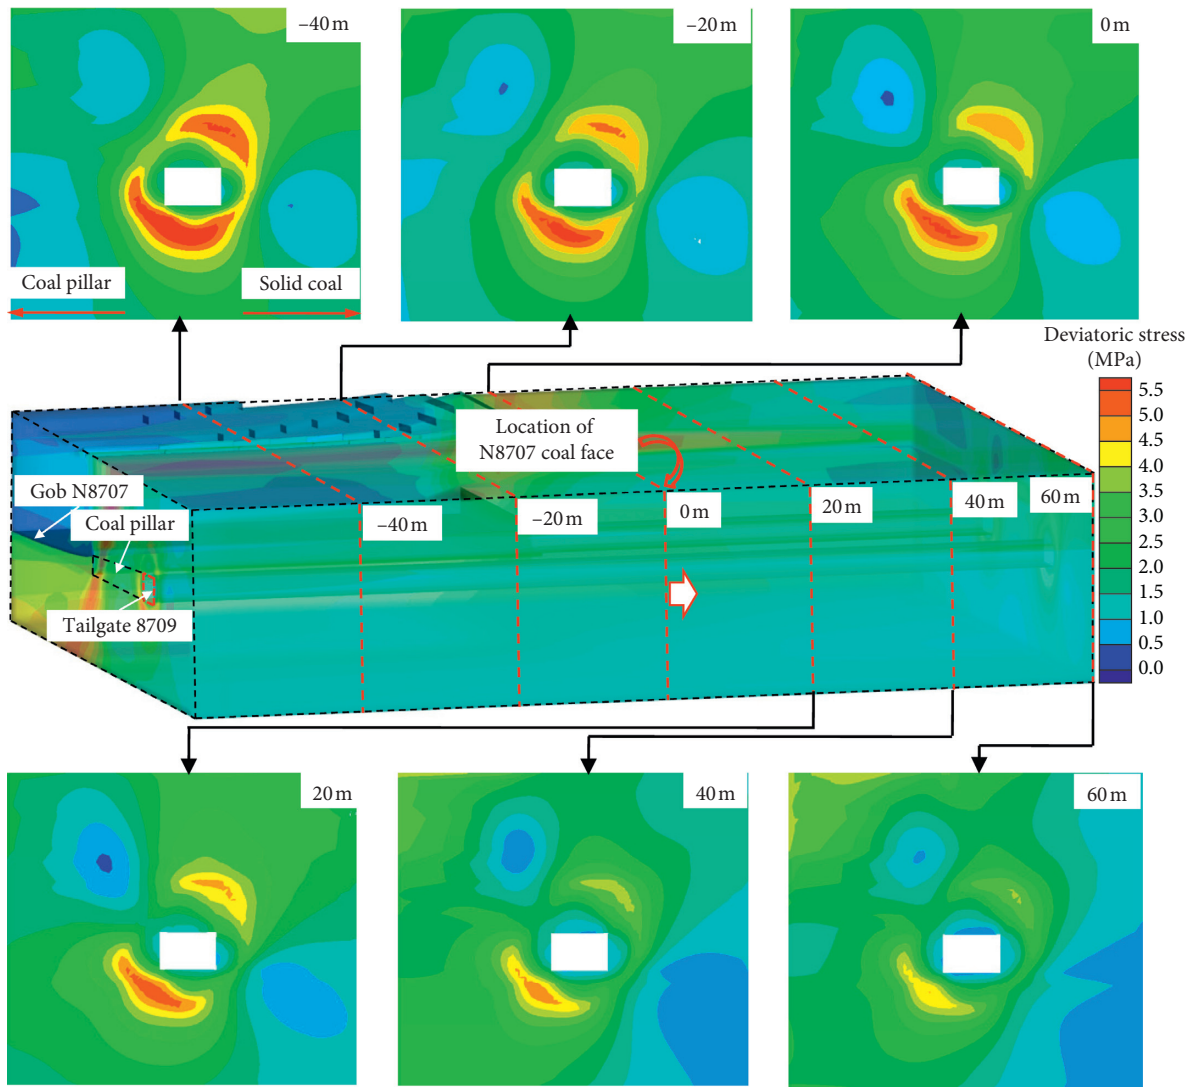 –40 m
–20 m
0 m
Coal pillar
Solid coal
Deviatoric stress
(MPa)
5.5
5.0
4.5
4.0
3.5
3.0
2.5
2.0
1.5
1.0
0.5
0.0
Location of
N8707 coal face
Gob N8707
Coal pillar
Tailgate 8709
–40 m
–20 m
0 m
20 m
40 m
60 m
20 m
40 m
60 m